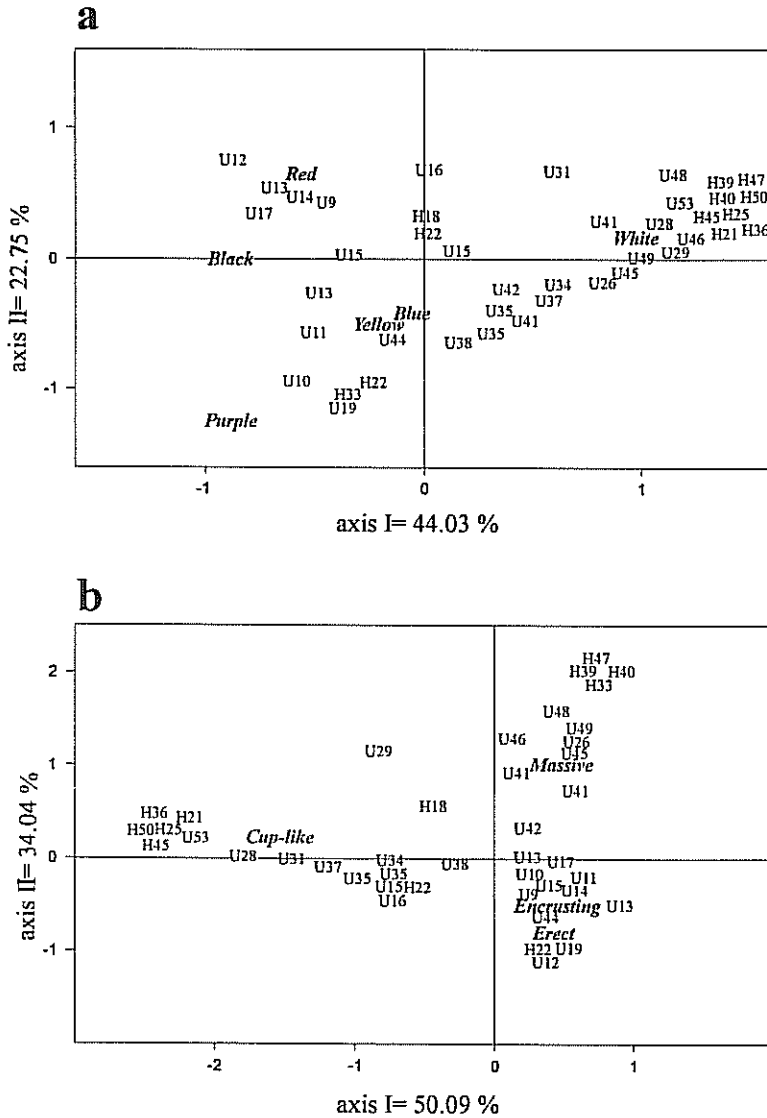 a
1
U12
Red
U16
U31
U48
H39 H47
U13
U14
U9
H40 H50
U53
U17
H18
H45 H25
U41
U28
H22
White
U46
H21 H36
U15
U15
U29
0
Black
U49
U45
U13
U42
U34
U26
U37
Blue
U35
Yellow
U41
U11
U44
U38
U35
U10
H22
-1
H33
U19
Purple
-1
0
1
axis II= 22.75 %
axis I= 44.03 %
b
H47
2
H39 H40
H33
U48
U49
U46
U26
U29
U45
1
Massive
U41
U41
H18
H36
H21
H50 H25
U53
Cup-like
U42
H45
0
U28
U31
U34
U13
U37
U38
U17
U35
U35
U10
U11
U15 H22
U15
U14
U9
U16
Encrusting
U13
U44
Erect
-1
H22 U19
U12
-2
-1
0
1
axis II= 34.04 %
axis I= 50.09 %